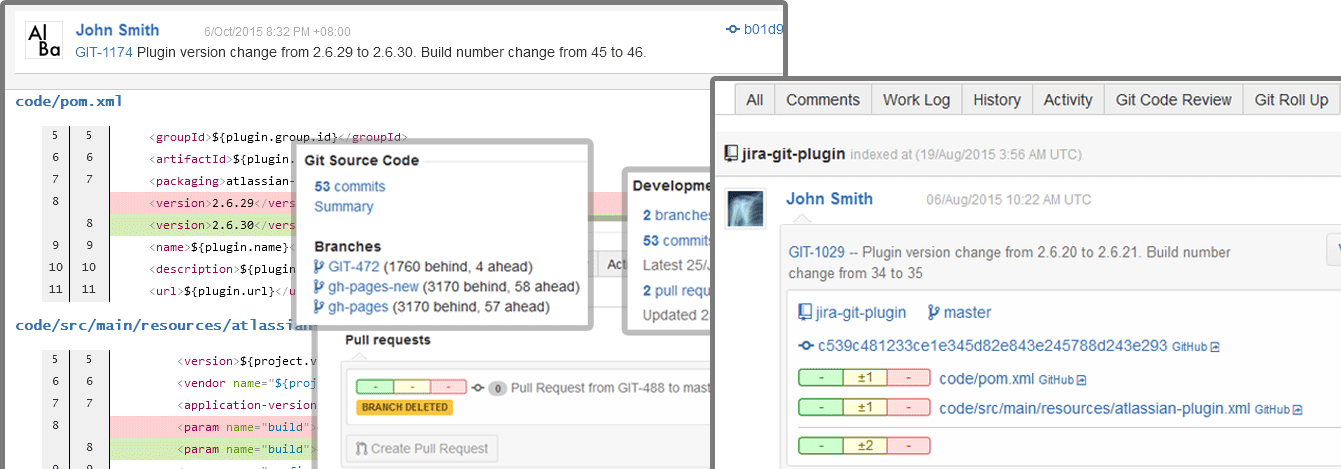 Al
Ba
John Smith 6/Oct/2015 8:32 PM +08:00 b01d9
GIT-1174 Plugin version change from 2.6.29 to 2.6.30. Build number change from 45 to 46.
code/pom.xml
5 5 <groupId>${plugin.group.id}</groupId>
6 6 <artifactId>${plugin.
7 7 <packaging>atlassian-
8 <version>2.6.29</vers
8 <version>2.6.30</vers
9 9 <name>${plugin.name}<
10 10 <description>${plugin
11 11 <url>${plugin.url}</u
code/src/main/resources/atlassian
5 5 <version>${project.v
6 6 <vendor name="${proj
7 7 <application-version
8 <param name="build">
8 <param name="build">
9 9
Git Source Code
53 commits
Summary
Branches
GIT-472 (1760 behind, 4 ahead)
gh-pages-new (3170 behind, 58 ahead)
gh-pages (3170 behind, 57 ahead)
Developm
2 branches
53 commits
Latest 25/
2 pull requ
Updated 2
Pull requests
- - - 0 Pull Request from GIT-488 to mast
BRANCH DELETED
Create Pull Request
All Comments Work Log History Activity Git Code Review Git Roll Up
jira-git-plugin indexed at (19/Aug/2015 3:56 AM UTC)
John Smith 06/Aug/2015 10:22 AM UTC
GIT-1029 -- Plugin version change from 2.6.20 to 2.6.21. Build number
change from 34 to 35
jira-git-plugin master
c539c481233ce1e345d82e843e245788d243e293 GitHub
- ±1 - code/pom.xml GitHub
- ±1 - code/src/main/resources/atlassian-plugin.xml GitHub
- ±2 -